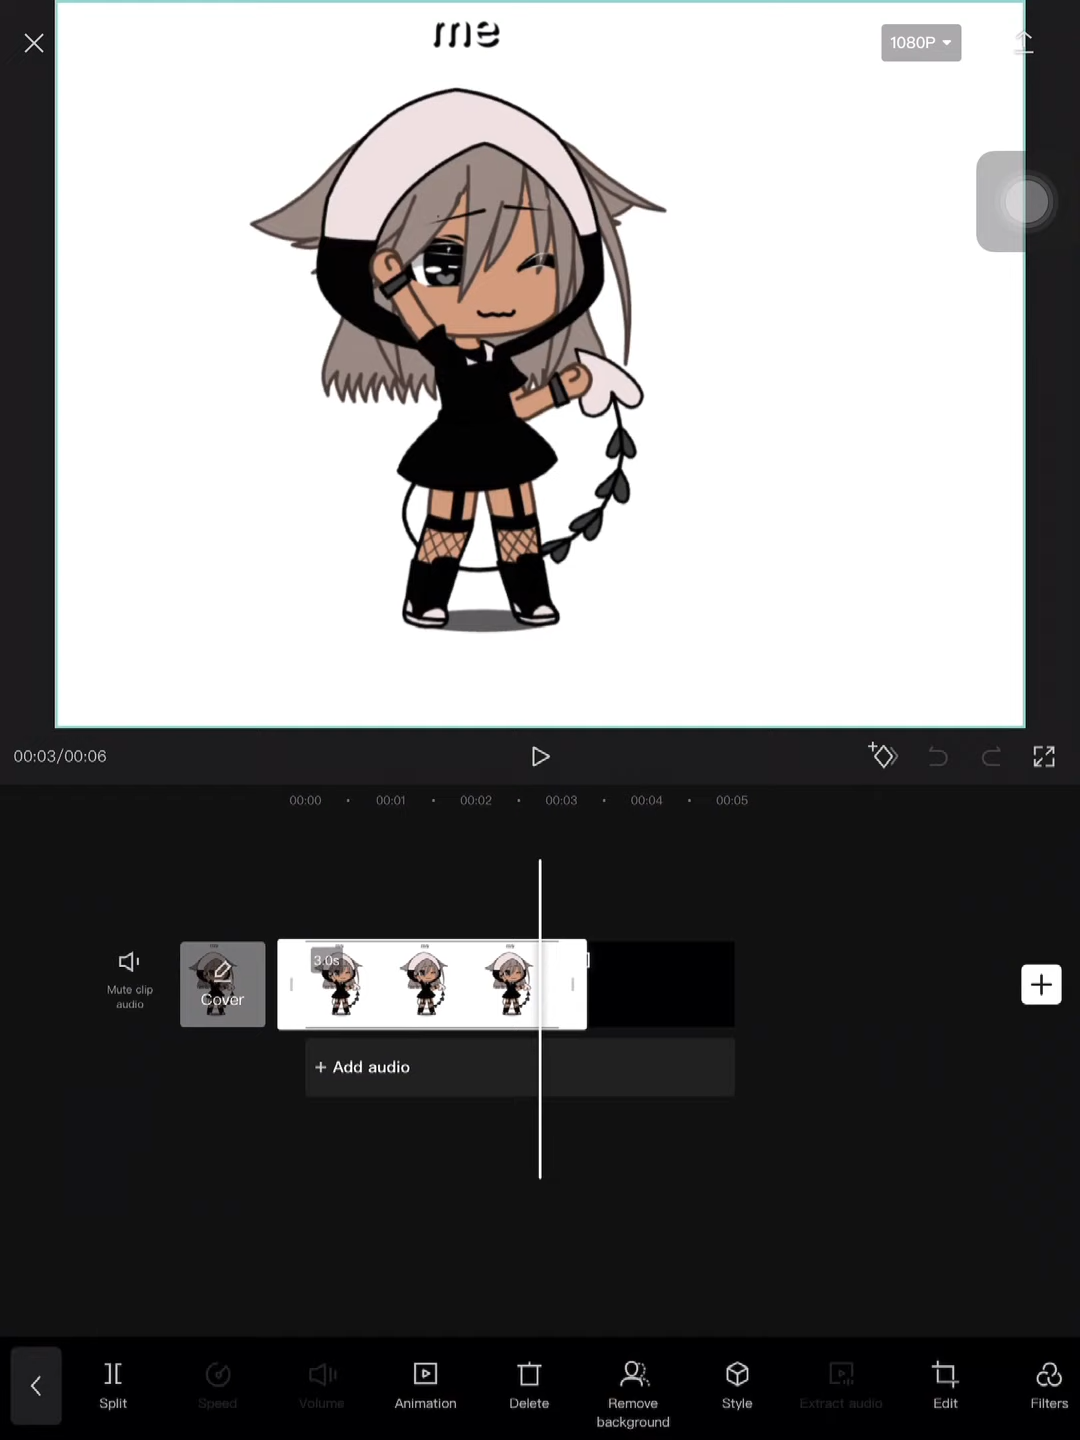 me
1080P
00:03/00:06
00:00 00:01 00:02 00:03 00:04 00:05
3.0s
Mute clip
audio
Cover
+ Add audio
Split
Speed
Volume
Animation
Delete
Remove
background
Style
Extract audio
Edit
Filters